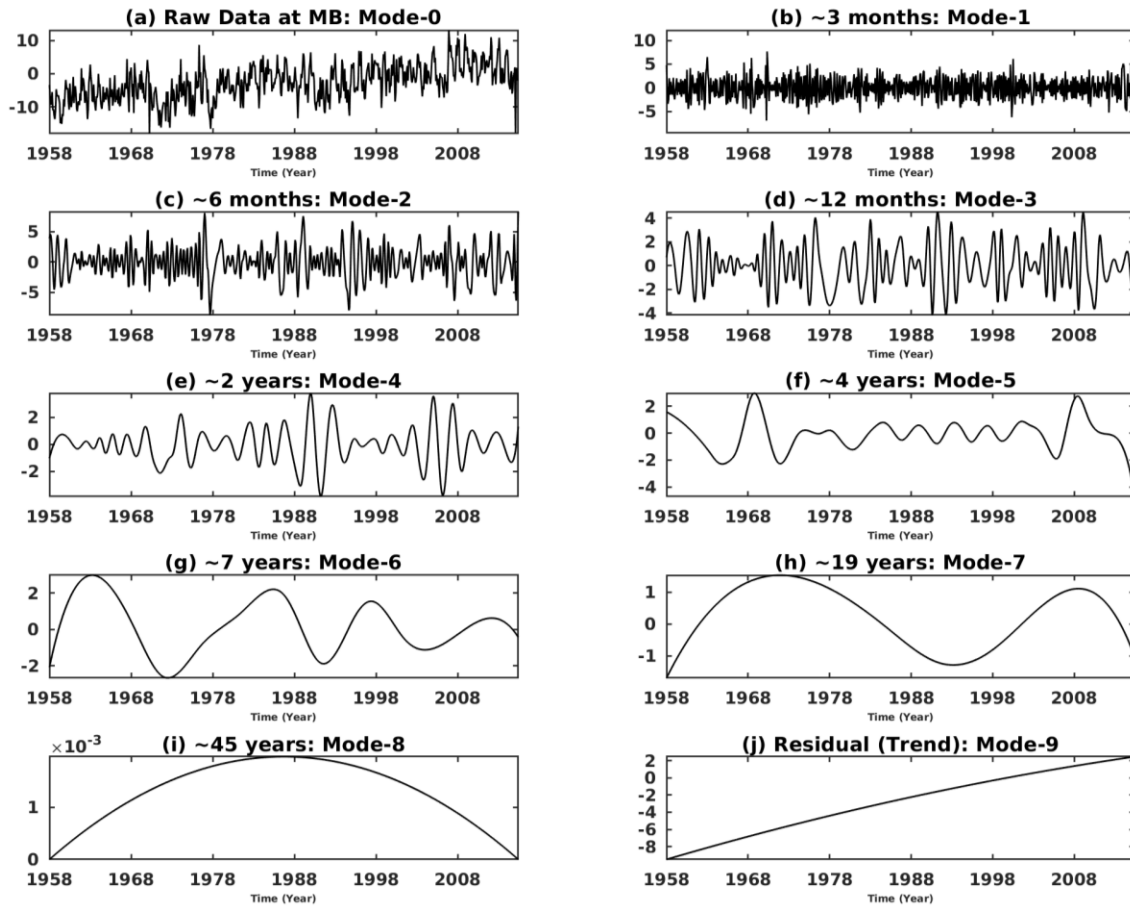 (a) Raw Data at MB: Mode-0
10
0
-10
1958 1968 1978 1988 1998 2008
Time (Year)
(b) ~3 months: Mode-1
10
5
0
-5
1958 1968 1978 1988 1998 2008
Time (Year)
(c) ~6 months: Mode-2
5
0
-5
1958 1968 1978 1988 1998 2008
Time (Year)
(d) ~12 months: Mode-3
4
2
0
-2
-4
1958 1968 1978 1988 1998 2008
Time (Year)
(e) ~2 years: Mode-4
2
0
-2
1958 1968 1978 1988 1998 2008
Time (Year)
(f) ~4 years: Mode-5
2
0
-2
-4
1958 1968 1978 1988 1998 2008
Time (Year)
(g) ~7 years: Mode-6
2
0
-2
1958 1968 1978 1988 1998 2008
Time (Year)
(h) ~19 years: Mode-7
1
0
-1
1958 1968 1978 1988 1998 2008
Time (Year)
×10⁻³
(i) ~45 years: Mode-8
1
0
1958 1968 1978 1988 1998 2008
Time (Year)
(j) Residual (Trend): Mode-9
2
0
-2
-4
-6
-8
1958 1968 1978 1988 1998 2008
Time (Year)